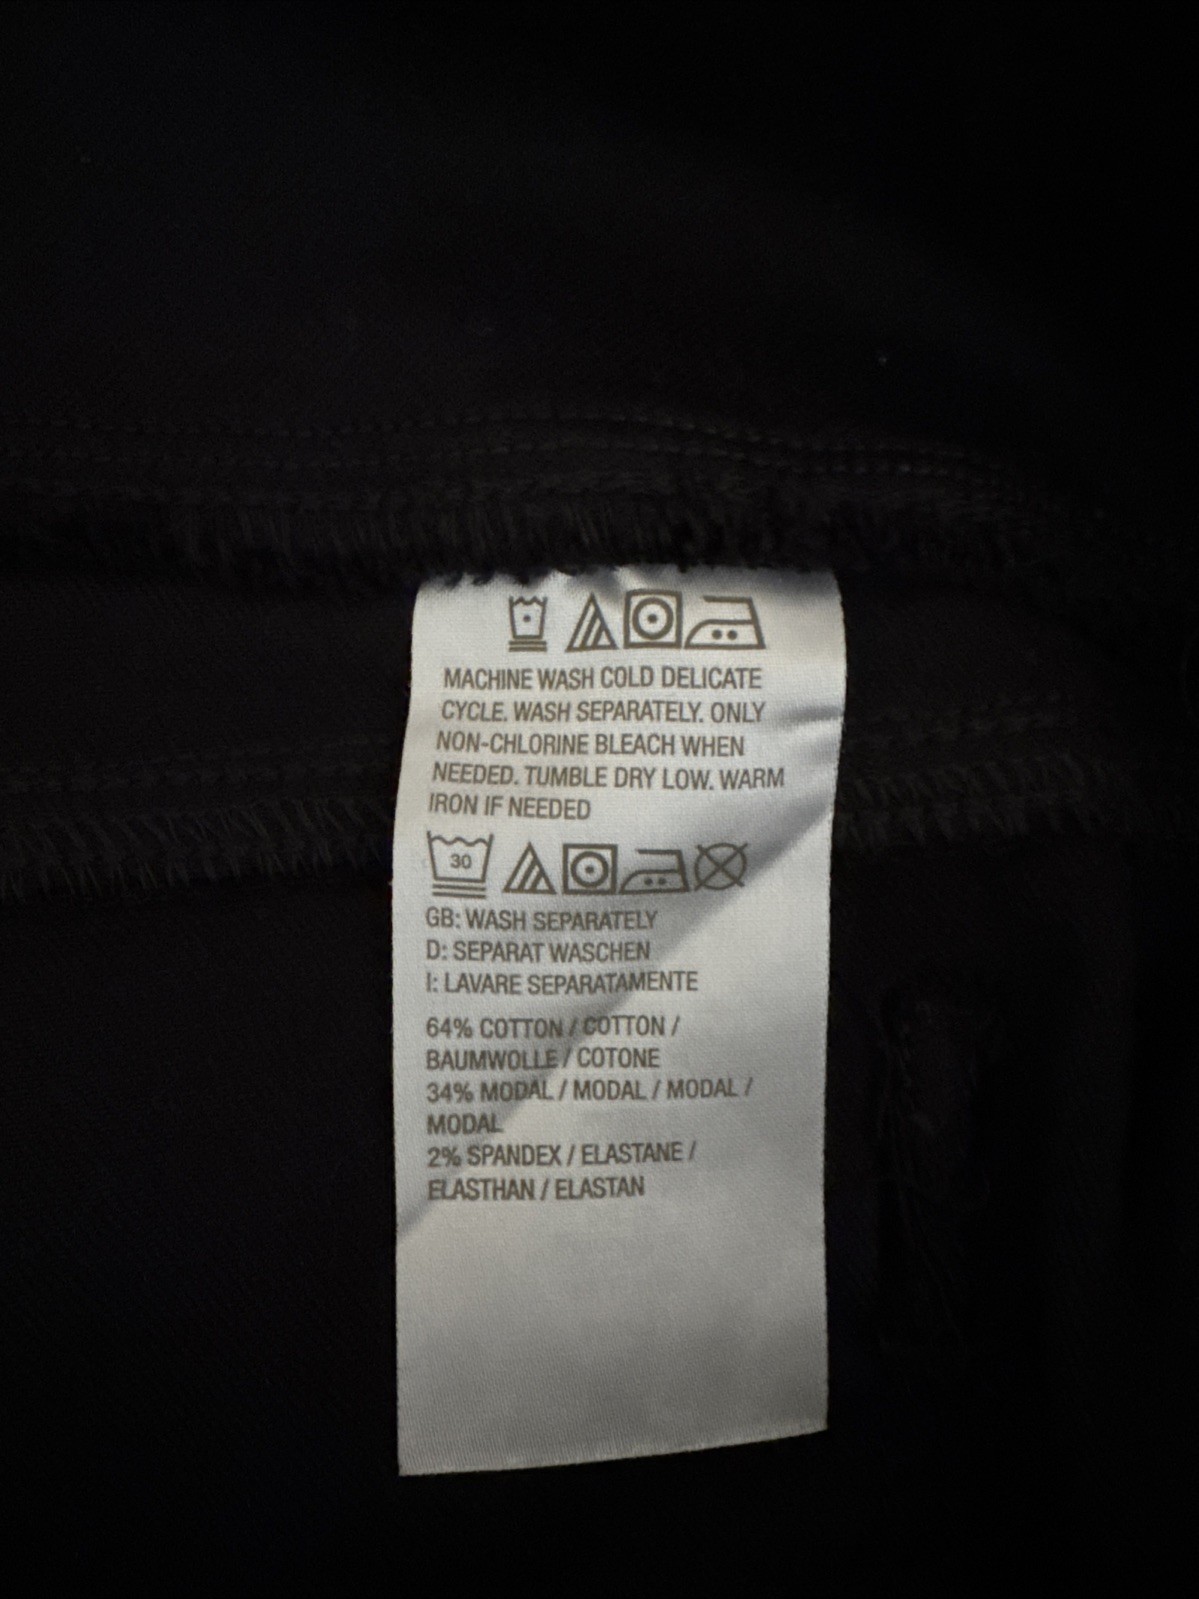 MACHINE WASH COLD DELICATE
CYCLE. WASH SEPARATELY. ONLY
NON-CHLORINE BLEACH WHEN
NEEDED. TUMBLE DRY LOW. WARM
IRON IF NEEDED
30
GB: WASH SEPARATELY
D: SEPARAT WASCHEN
I: LAVARE SEPARATAMENTE
64% COTTON / COTTON /
BAUMWOLLE / COTONE
34% MODAL / MODAL / MODAL /
MODAL
2% SPANDEX / ELASTANE /
ELASTHAN / ELASTAN